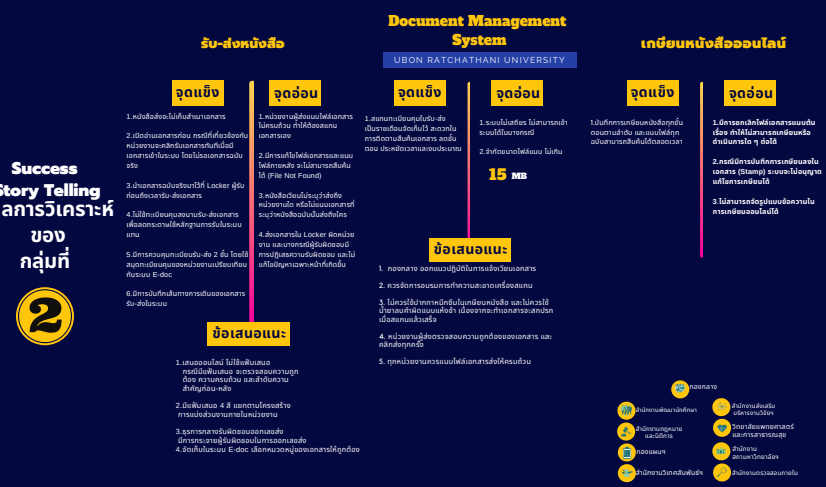 Success
Story Telling
ลการวิเคราะห์
ของ
กลุ่มที่
2
รับ-ส่งหนังสือ
จุดแข็ง
1.หนังสือส่งจะไม่เก็บสำเนาเอกสาร
2.เปิดอ่านเอกสารก่อน กรณีที่เกี่ยวข้องกับ
หน่วยงานจะคลิกรับเอกสารทันทีเมื่อมี
เอกสารเข้าในระบบ โดยไม่รอเอกสารฉบับ
จริง
3.นำเอกสารฉบับจริงมาไว้ที่ Locker ผู้รับ
ก่อนถึงเวลารับ-ส่งเอกสาร
4.ไม่ใช้ทะเบียนคุมลงนามรับ-ส่งเอกสาร
เพื่อลดกระดาษใช้หลักฐานการรับในระบบ
แทน
5.มีการควบคุมทะเบียนรับ-ส่ง 2 ชั้น โดยใช้
สมุดทะเบียนคุมของหน่วยงานเปรียบเทียบ
กับระบบ E-doc
6.มีการบันทึกเส้นทางการเดินของเอกสาร
รับ-ส่งในระบบ
จุดอ่อน
1.หน่วยงานผู้ส่งแนบไฟล์เอกสาร
ไม่ครบถ้วน ทำให้ต้องสแกน
เอกสารเอง
2.มีการแก้ไขไฟล์เอกสารและแนบ
ไฟล์ภายหลัง จะไม่สามารถสืบค้น
ได้ (File Not Found)
3.หนังสือเวียนไม่ระบุว่าส่งถึง
หน่วยงานใด หรือไม่แนบเอกสารที่
ระบุว่าหนังสือฉบับนั้นส่งถึงใคร
4.ส่งเอกสารใน Locker ผิดหน่วย
งาน และบางกรณีผู้รับผิดชอบมี
การปฏิเสธความรับผิดชอบ และไม่
แก้ไขปัญหาเฉพาะหน้าที่เกิดขึ้น
ข้อเสนอแนะ
1.เสนอออนไลน์ ไม่ใช้แฟ้มเสนอ
กรณีมีแฟ้มเสนอ จะตรวจสอบความถูก
ต้อง ความครบถ้วน และลำดับความ
สำคัญก่อน-หลัง
2.มีแฟ้มเสนอ 4 สี แยกตามโครงสร้าง
การแบ่งส่วนงานภายในหน่วยงาน
3.ธุรการกลางรับผิดชอบออกเลขส่ง
มีการกระจายผู้รับผิดชอบในการออกเลขส่ง
4.จัดเก็บในระบบ E-doc เลือกหมวดหมู่ของเอกสารให้ถูกต้อง
Document Management
System
UBON RATCHATHANI UNIVERSITY
จุดแข็ง
1.สแกนทะเบียนคุมใบรับ-ส่ง
เป็นรายเดือนจัดเก็บไว้ สะดวกใน
การติดตามสืบค้นเอกสาร ลดขั้น
ตอน ประหยัดเวลาและงบประมาณ
จุดอ่อน
1.ระบบไม่เสถียร ไม่สามารถเข้า
ระบบได้ในบางกรณี
2.จำกัดขนาดไฟล์แนบ ไม่เกิน
15 MB
ข้อเสนอแนะ
1. กองกลาง ออกแนวปฏิบัติในการแจ้งเวียนเอกสาร
2. ควรจัดการอบรมการทำความสะอาดเครื่องสแกน
3. ไม่ควรใช้ปากกาหมึกซึมในเกษียนหนังสือ และไม่ควรใช้
น้ำยาลบคำผิดแบบแห้งช้า เนื่องจากจะทำเอกสารจะสกปรก
เมื่อสแกนแล้วเสร็จ
4. หน่วยงานผู้ส่งตรวจสอบความถูกต้องของเอกสาร และ
คลิกส่งทุกครั้ง
5. ทุกหน่วยงานควรแนบไฟล์เอกสารส่งให้ครบถ้วน
เกษียนหนังสือออนไลน์
จุดแข็ง
1.บันทึกการเกษียนหนังสือทุกขั้น
ตอนตามลำดับ และแนบไฟล์ทุก
ฉบับสามารถสืบค้นได้ตลอดเวลา
จุดอ่อน
1.มีการยกเลิกไฟล์เอกสารแนบต้น
เรื่อง ทำให้ไม่สามารถเกษียนหรือ
ดำเนินการใด ๆ ต่อได้
2.กรณีมีการบันทึกการเกษียนลงใน
เอกสาร (Stamp) ระบบจะไม่อนุญาต
แก้ไขการเกษียนได้
3.ไม่สามารถจัดรูปแบบข้อความใน
การเกษียนออนไลน์ได้
กองกลาง
สำนักงานพัฒนานักศึกษา
สำนักงานส่งเสริม
บริหารงานวิจัยฯ
สำนักงานกฎหมาย
และนิติการ
วิทยาลัยแพทยศาสตร์
และการสาธารณสุข
กองแผนฯ
สำนักงาน
สภามหาวิทยาลัยฯ
สำนักงานวิเทศสัมพันธ์ฯ
สำนักงานตรวจสอบภายใน